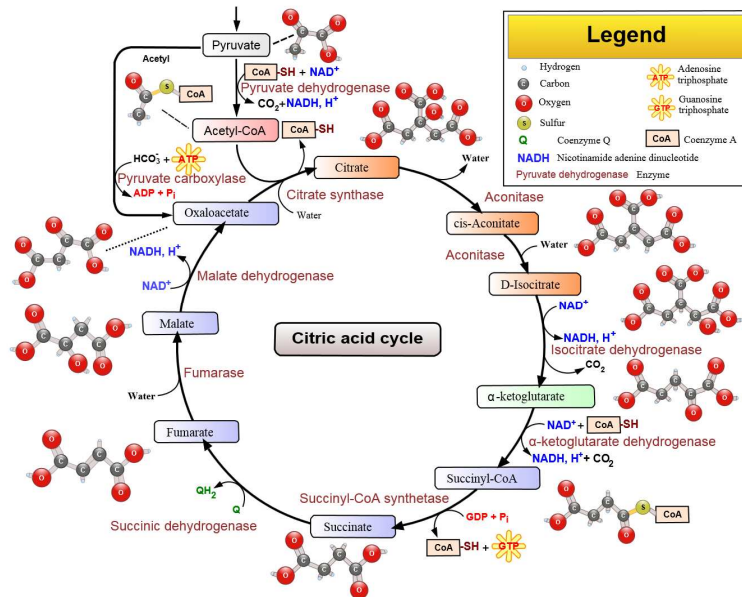 Legend
Hydrogen
Carbon
Oxygen
Sulfur
Q Coenzyme Q
ATP Adenosine triphosphate
GTP Guanosine triphosphate
CoA Coenzyme A
NADH Nicotinamide adenine dinucleotide
Pyruvate dehydrogenase Enzyme
Pyruvate
CoA-SH + NAD+
Pyruvate dehydrogenase
CO2+NADH, H+
Acetyl
S CoA
Acetyl-CoA
CoA-SH
HCO3- + ATP
Pyruvate carboxylase
ADP + Pi
Citrate
Citrate synthase
Water
Oxaloacetate
Water
Aconitase
cis-Aconitate
Aconitase
Water
D-Isocitrate
NAD+
NADH, H+
Isocitrate dehydrogenase
CO2
α-ketoglutarate
NAD+ + CoA-SH
α-ketoglutarate dehydrogenase
NADH, H+ + CO2
Succinyl-CoA
S CoA
Succinyl-CoA synthetase
GDP + Pi
CoA-SH + GTP
Succinate
QH2
Q
Succinic dehydrogenase
Fumarate
Water
Fumarase
Malate
NAD+
Malate dehydrogenase
NADH, H+
Citric acid cycle